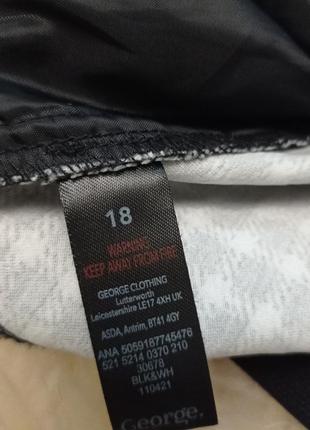 18
WARNING
KEEP AWAY FROM FIRE
GEORGE CLOTHING
Lutterworth
Leicestershire LE17 4XH UK
ASDA, Antrim, BT41 4GY
ANA 5059187745476
521 5214 0370 210
30678
BLK&WH
110421
George.